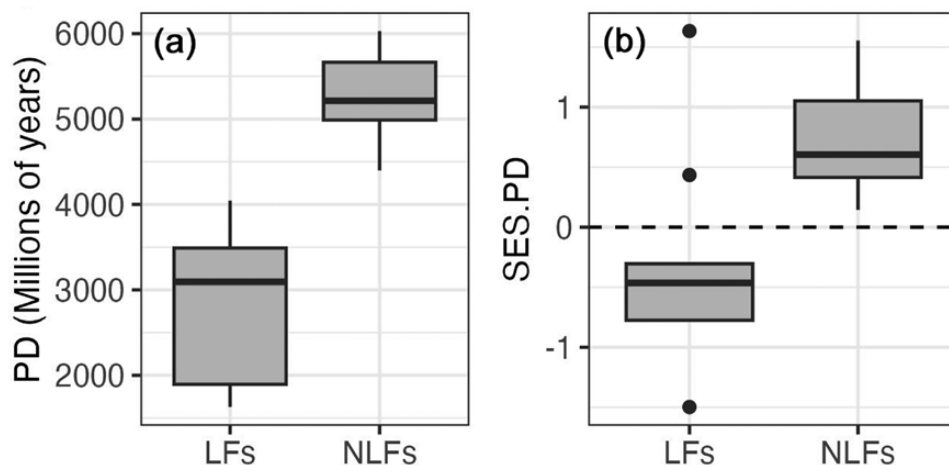 (a)
PD (Millions of years)
6000
5000
4000
3000
2000
LFs NLFs
(b)
SES.PD
1
0
-1
LFs NLFs